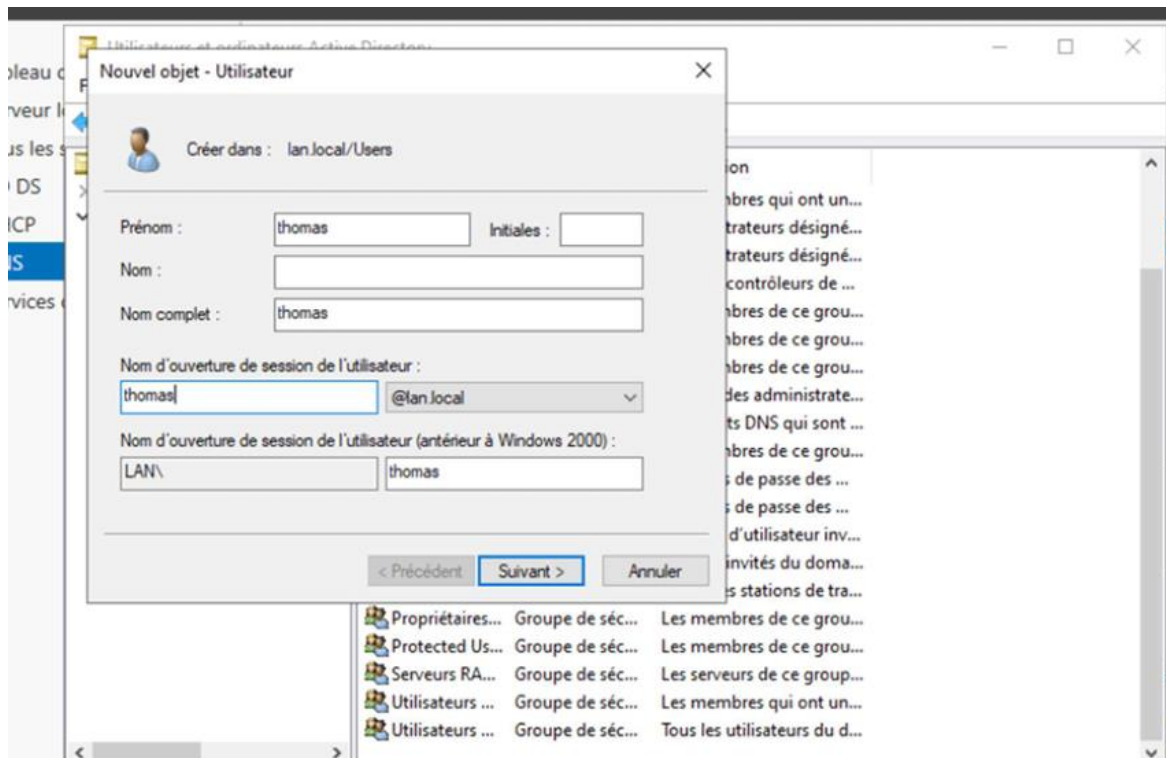 Utilisateurs et ordinateurs Active Directory
Nouvel objet - Utilisateur
Créer dans : lan.local/Users
Prénom : thomas Initiales :
Nom :
Nom complet : thomas
Nom d'ouverture de session de l'utilisateur :
thomas @lan.local
Nom d'ouverture de session de l'utilisateur (antérieur à Windows 2000) :
LAN\ thomas
< Précédent Suivant > Annuler
bleau d
F
rveur l
us les s
DS
CP
IS
rvices
ion
bres qui ont un...
trateurs désigné...
trateurs désigné...
contrôleurs de ...
bres de ce grou...
bres de ce grou...
bres de ce grou...
des administrate...
ts DNS qui sont ...
bres de ce grou...
s de passe des ...
s de passe des ...
d'utilisateur inv...
invités du doma...
es stations de tra...
Propriétaires... Groupe de séc... Les membres de ce grou...
Protected Us... Groupe de séc... Les membres de ce grou...
Serveurs RA... Groupe de séc... Les serveurs de ce group...
Utilisateurs ... Groupe de séc... Les membres qui ont un...
Utilisateurs ... Groupe de séc... Tous les utilisateurs du d...